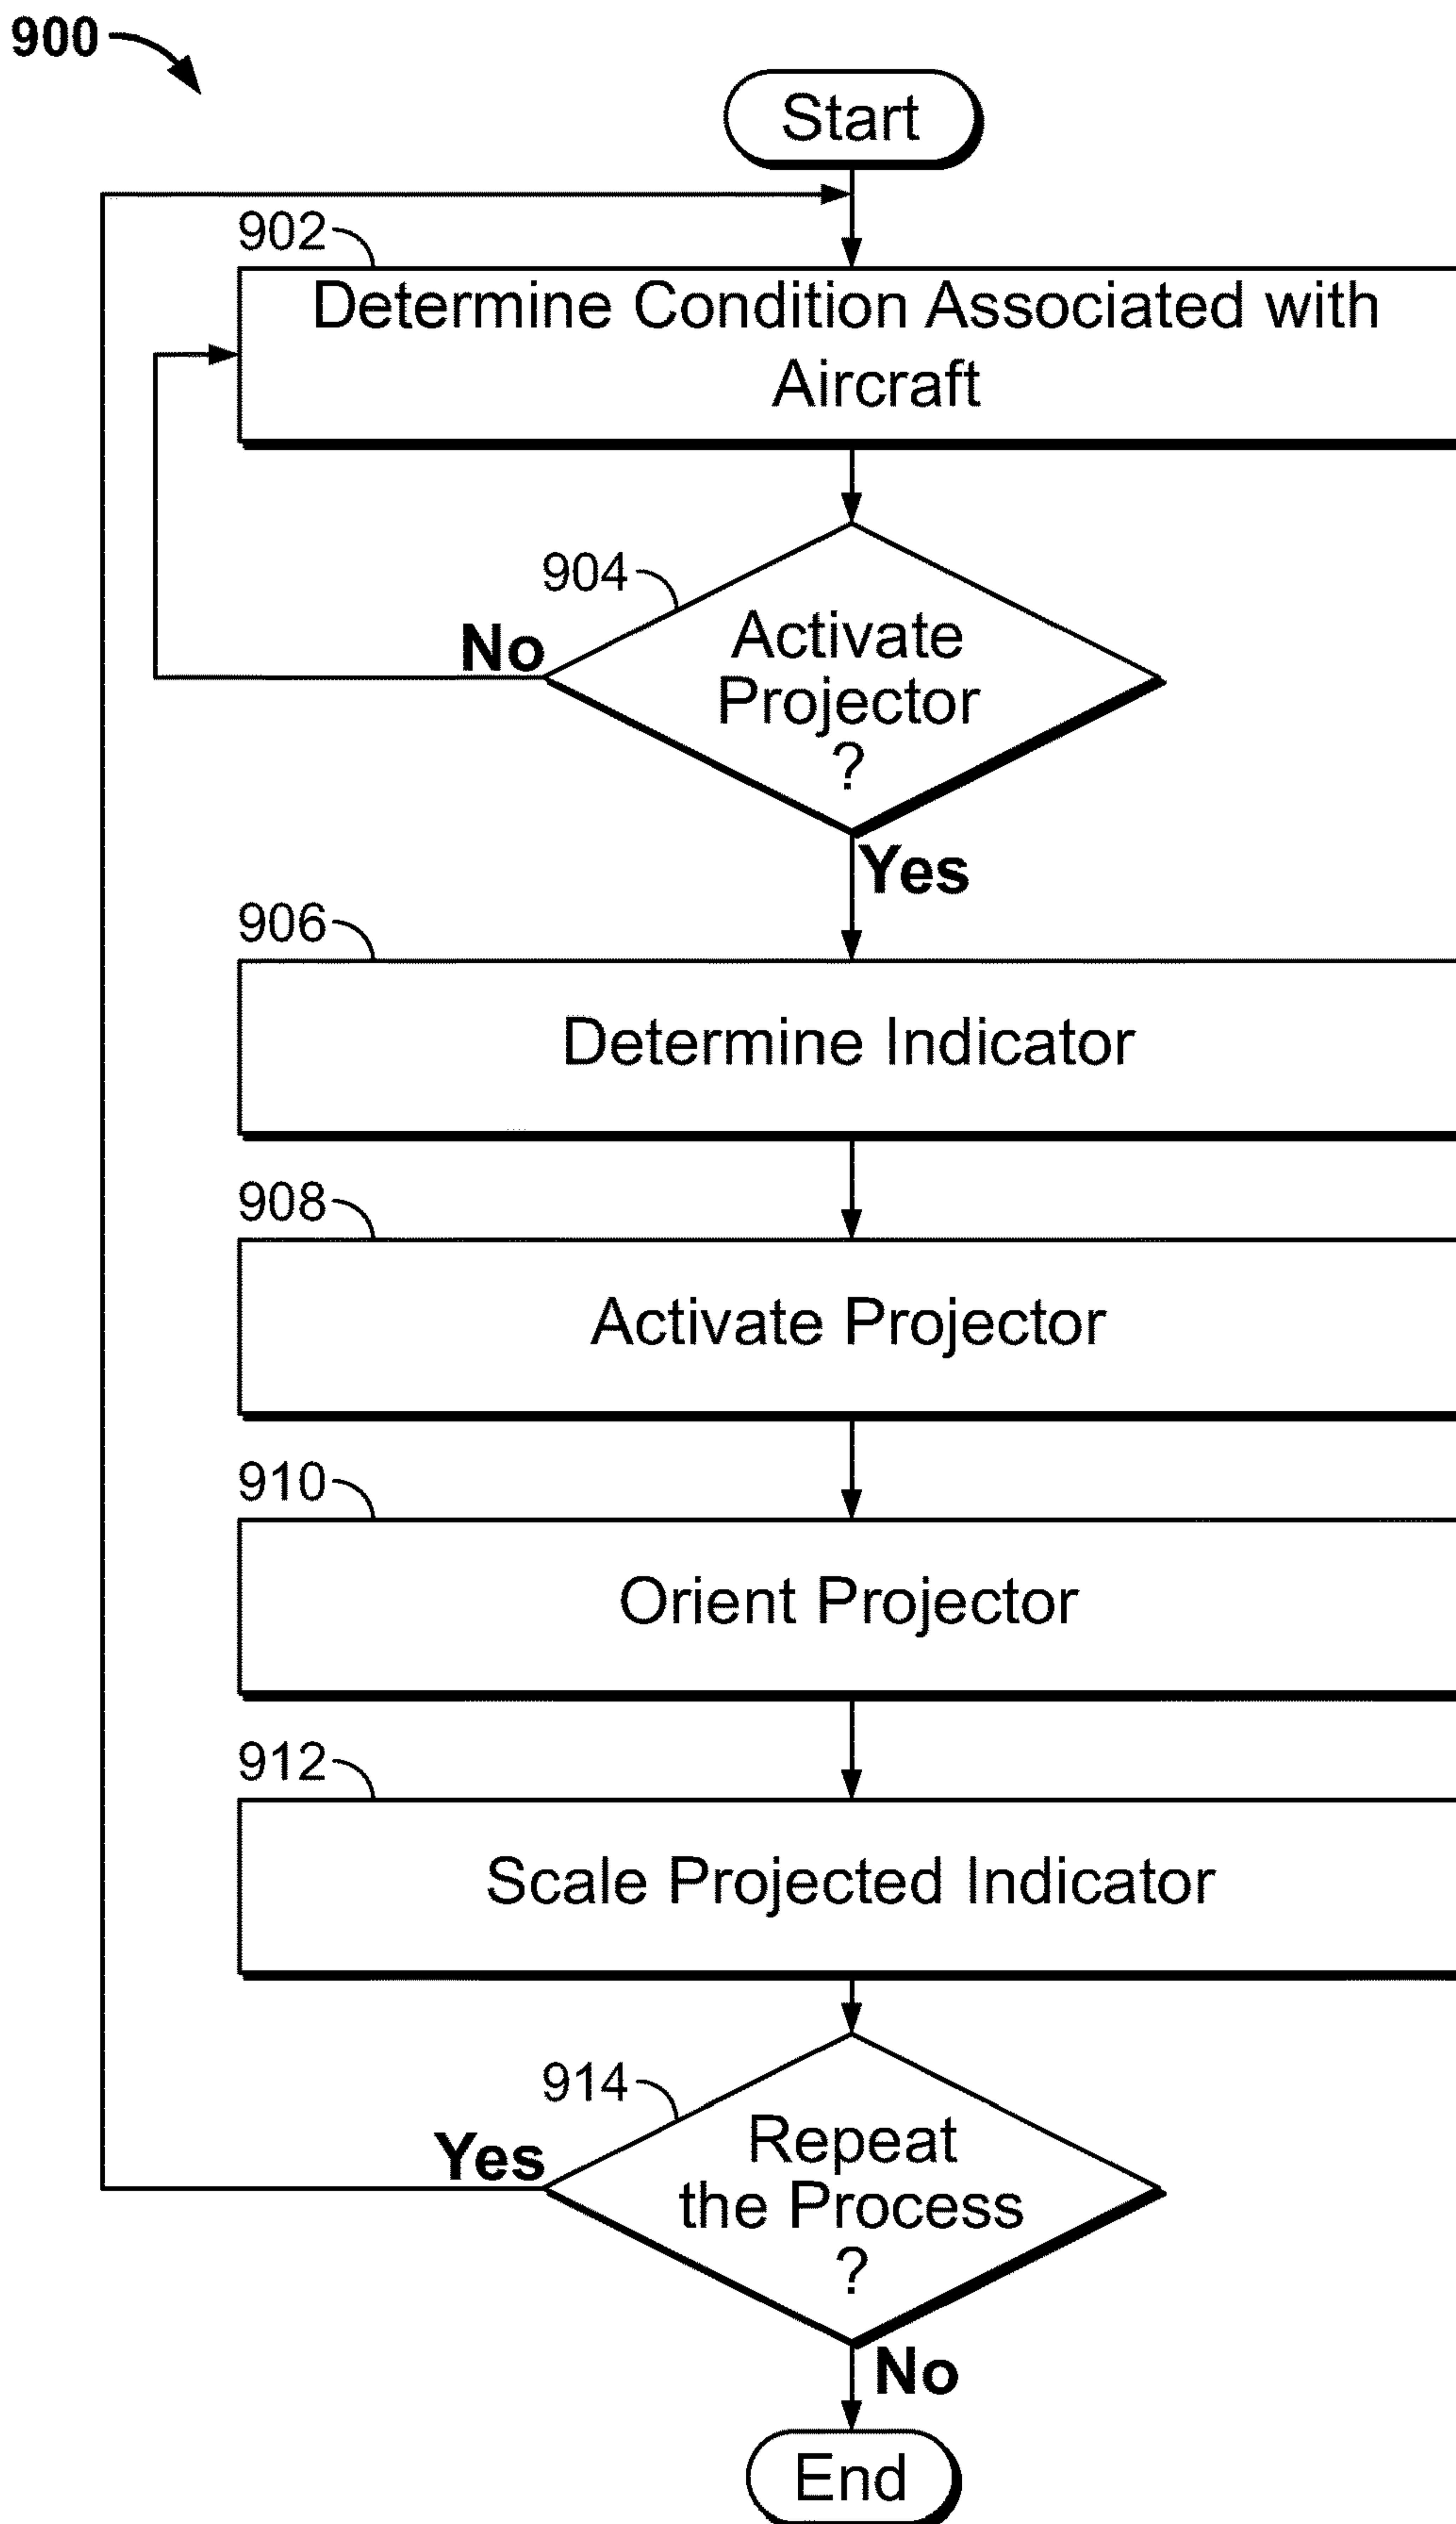 900
Start
902
Determine Condition Associated with
Aircraft
904
Activate
Projector
?
No
Yes
906
Determine Indicator
908
Activate Projector
910
Orient Projector
912
Scale Projected Indicator
914
Repeat
the Process
?
Yes
No
End